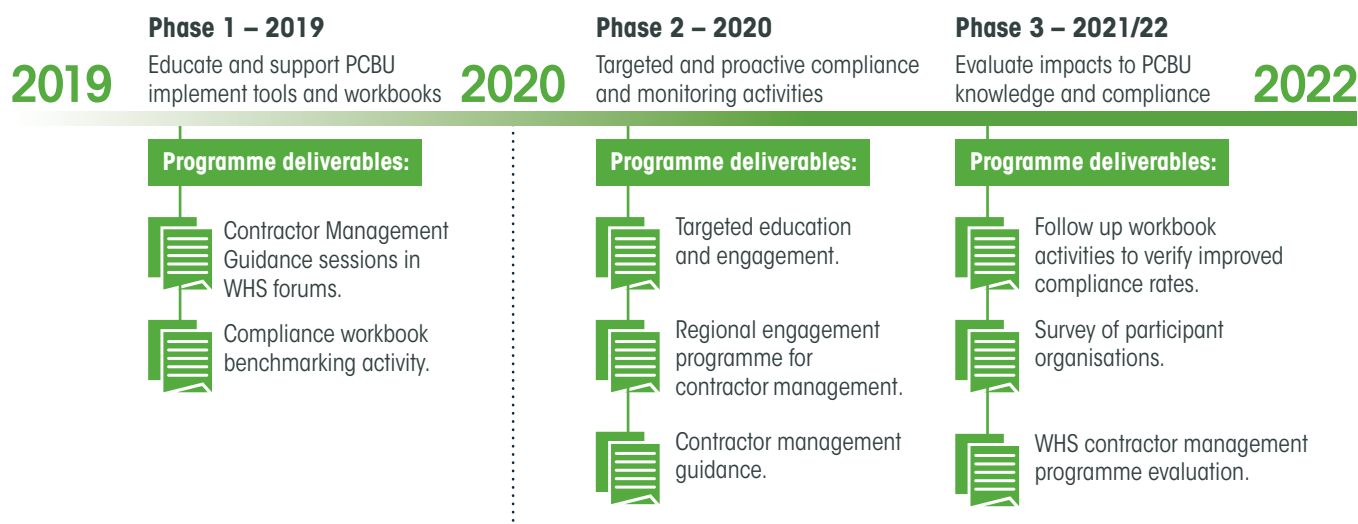 2019
Phase 1 – 2019
Educate and support PCBU
implement tools and workbooks
Programme deliverables:
Contractor Management
Guidance sessions in
WHS forums.
Compliance workbook
benchmarking activity.
2020
Phase 2 – 2020
Targeted and proactive compliance
and monitoring activities
Programme deliverables:
Targeted education
and engagement.
Regional engagement
programme for
contractor management.
Contractor management
guidance.
Phase 3 – 2021/22
Evaluate impacts to PCBU
knowledge and compliance
2022
Programme deliverables:
Follow up workbook
activities to verify improved
compliance rates.
Survey of participant
organisations.
WHS contractor management
programme evaluation.